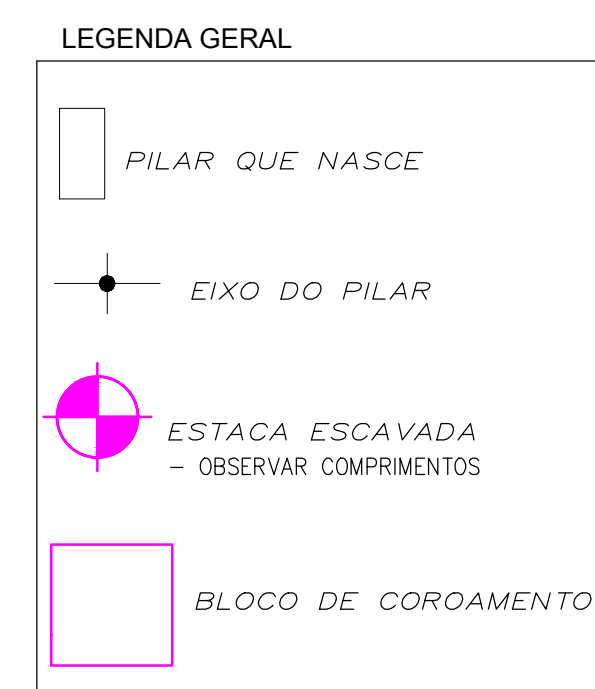 LEGENDA GERAL
PILAR QUE NASCE
EIXO DO PILAR
ESTACA ESCAVADA
– OBSERVAR COMPRIMENTOS
BLOCO DE COROAMENTO